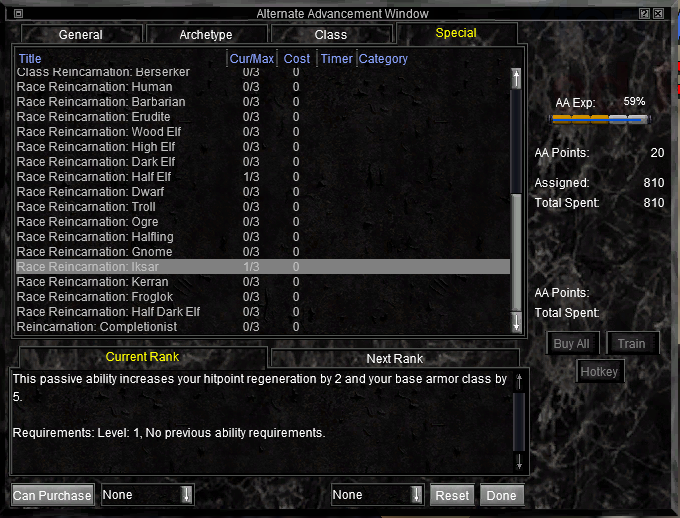 Alternate Advancement Window
General Archetype Class Special
Title Cur/Max Cost Timer Category
Class Reincarnation: Berserker 0/3 0
Race Reincarnation: Human 0/3 0
Race Reincarnation: Barbarian 0/3 0
Race Reincarnation: Erudite 0/3 0
Race Reincarnation: Wood Elf 0/3 0
Race Reincarnation: High Elf 0/3 0
Race Reincarnation: Dark Elf 0/3 0
Race Reincarnation: Half Elf 1/3 0
Race Reincarnation: Dwarf 0/3 0
Race Reincarnation: Troll 0/3 0
Race Reincarnation: Ogre 0/3 0
Race Reincarnation: Halfling 0/3 0
Race Reincarnation: Gnome 0/3 0
Race Reincarnation: Iksar 1/3 0
Race Reincarnation: Kerran 0/3 0
Race Reincarnation: Froglok 0/3 0
Race Reincarnation: Half Dark Elf 0/3 0
Reincarnation: Completionist 0/3 0
AA Exp: 59%
AA Points: 20
Assigned: 810
Total Spent: 810
AA Points:
Total Spent:
Buy All Train
Hotkey
Current Rank Next Rank
This passive ability increases your hitpoint regeneration by 2 and your base armor class by
5.
Requirements: Level: 1, No previous ability requirements.
Can Purchase None None Reset Done